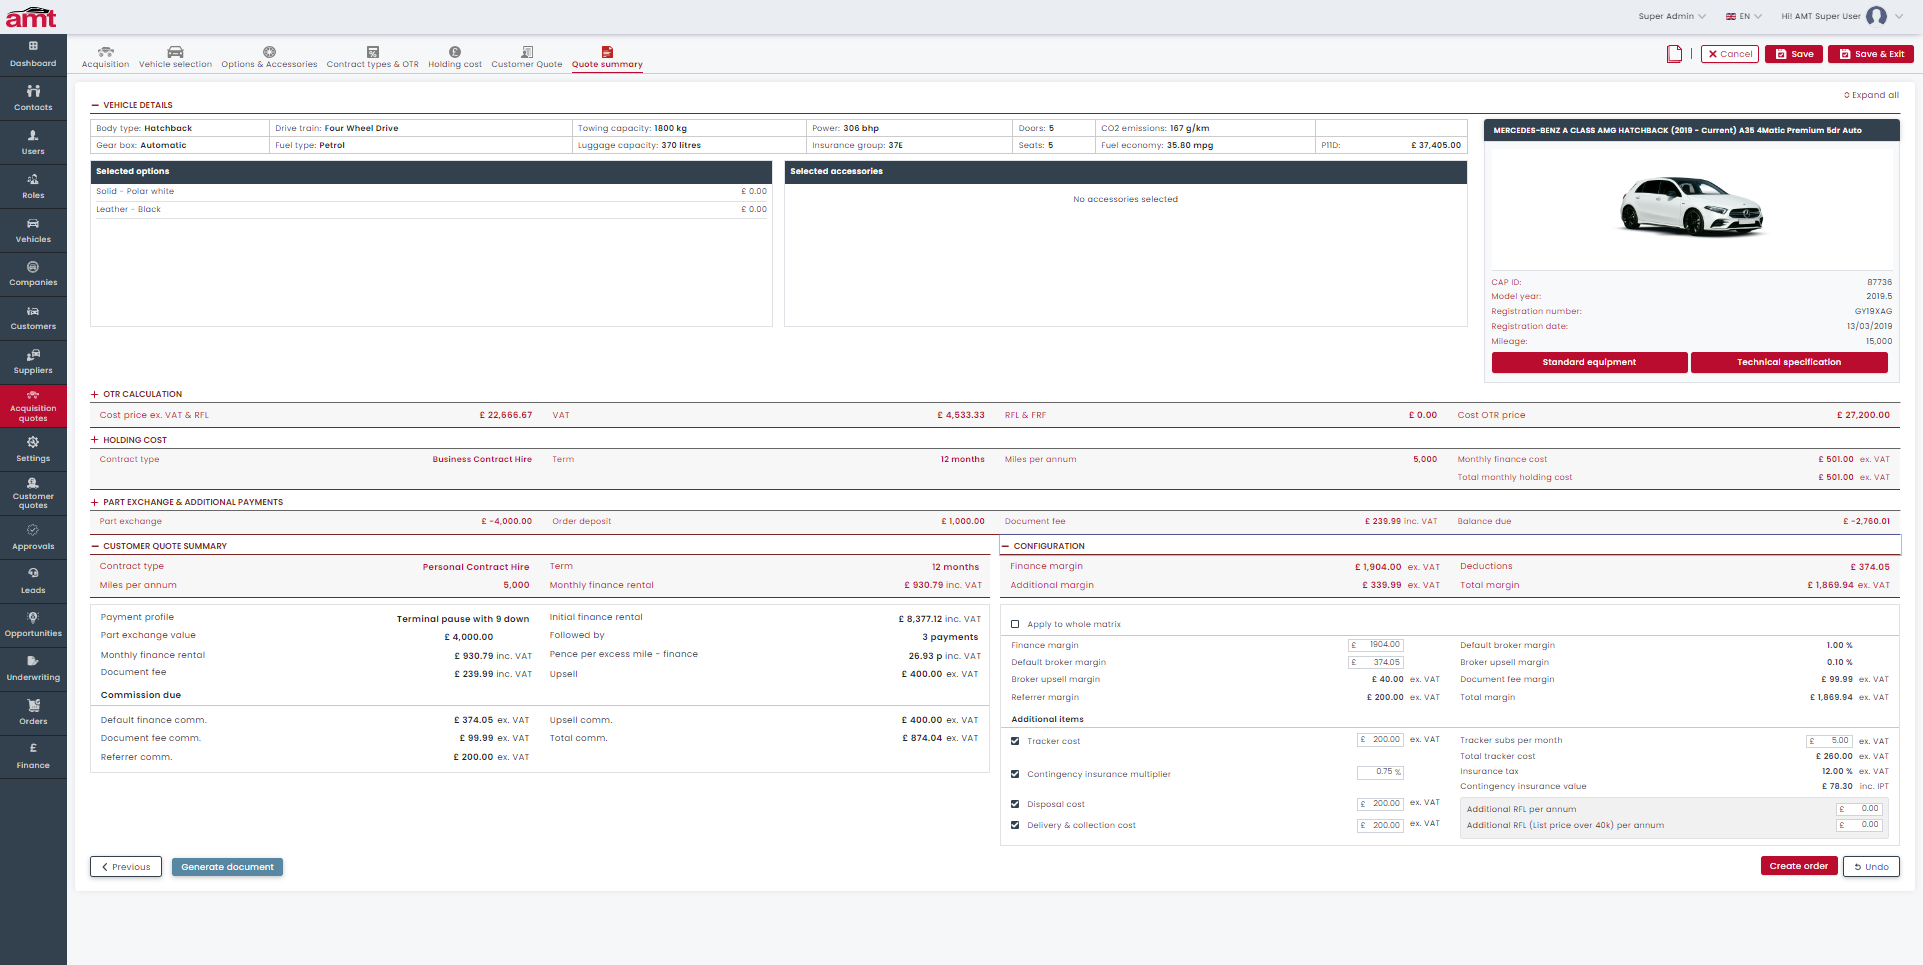 amt
Super Admin
EN
Hi! AMT Super User
Dashboard
Contacts
Users
Roles
Vehicles
Companies
Customers
Suppliers
Acquisition
quotes
Settings
Customer
quotes
Approvals
Leads
Opportunities
Underwriting
Orders
£
Finance
Acquisition
Vehicle selection
Options & Accessories
Contract types & OTR
Holding cost
Customer Quote
Quote summary
Cancel
Save
Save & Exit
Expand all
VEHICLE DETAILS
Body type: Hatchback
Drive train: Four Wheel Drive
Towing capacity: 1800 kg
Power: 306 bhp
Doors: 5
CO2 emissions: 167 g/km
Gear box: Automatic
Fuel type: Petrol
Luggage capacity: 370 litres
Insurance group: 37E
Seats: 5
Fuel economy: 35.80 mpg
P11D: £ 37,405.00
Selected options
Solid - Polar white £ 0.00
Leather - Black £ 0.00
Selected accessories
No accessories selected
MERCEDES-BENZ A CLASS AMG HATCHBACK (2019 - Current) A35 4Matic Premium 5dr Auto
CAP ID: 87736
Model year: 2019.5
Registration number: GY19XAG
Registration date: 13/03/2019
Mileage: 15,000
Standard equipment
Technical specification
OTR CALCULATION
Cost price ex. VAT & RFL £ 22,666.67 VAT £ 4,533.33 RFL & FRF £ 0.00 Cost OTR price £ 27,200.00
HOLDING COST
Contract type Business Contract Hire Term 12 months Miles per annum 5,000 Monthly finance cost £ 501.00 ex. VAT
Total monthly holding cost £ 501.00 ex. VAT
PART EXCHANGE & ADDITIONAL PAYMENTS
Part exchange £ -4,000.00 Order deposit £ 1,000.00 Document fee £ 239.99 inc. VAT Balance due £ -2,760.01
CUSTOMER QUOTE SUMMARY
Contract type Personal Contract Hire Term 12 months
Miles per annum 5,000 Monthly finance rental £ 930.79 inc. VAT
Payment profile Terminal pause with 9 down Initial finance rental £ 8,377.12 inc. VAT
Part exchange value £ 4,000.00 Followed by 3 payments
Monthly finance rental £ 930.79 inc. VAT Pence per excess mile - finance 26.93 p inc. VAT
Document fee £ 239.99 inc. VAT Upsell £ 400.00 ex. VAT
Commission due
Default finance comm. £ 374.05 ex. VAT Upsell comm. £ 400.00 ex. VAT
Document fee comm. £ 99.99 ex. VAT Total comm. £ 874.04 ex. VAT
Referrer comm. £ 200.00 ex. VAT
CONFIGURATION
Finance margin £ 1,904.00 ex. VAT Deductions £ 374.05
Additional margin £ 339.99 ex. VAT Total margin £ 1,869.94 ex. VAT
Apply to whole matrix
Finance margin £ 1904.00 Default broker margin 1.00 %
Default broker margin £ 374.05 Broker upsell margin 0.10 %
Broker upsell margin £ 40.00 ex. VAT Document fee margin £ 99.99 ex. VAT
Referrer margin £ 200.00 ex. VAT Total margin £ 1,869.94 ex. VAT
Additional items
Tracker cost £ 200.00 ex. VAT Tracker subs per month £ 5.00 ex. VAT
Total tracker cost £ 260.00 ex. VAT
Contingency insurance multiplier 0.75 % Insurance tax 12.00 % ex. VAT
Contingency insurance value £ 78.30 inc. IPT
Disposal cost £ 200.00 ex. VAT Additional RFL per annum £ 0.00
Delivery & collection cost £ 200.00 ex. VAT Additional RFL (List price over 40k) per annum £ 0.00
Previous
Generate document
Create order
Undo